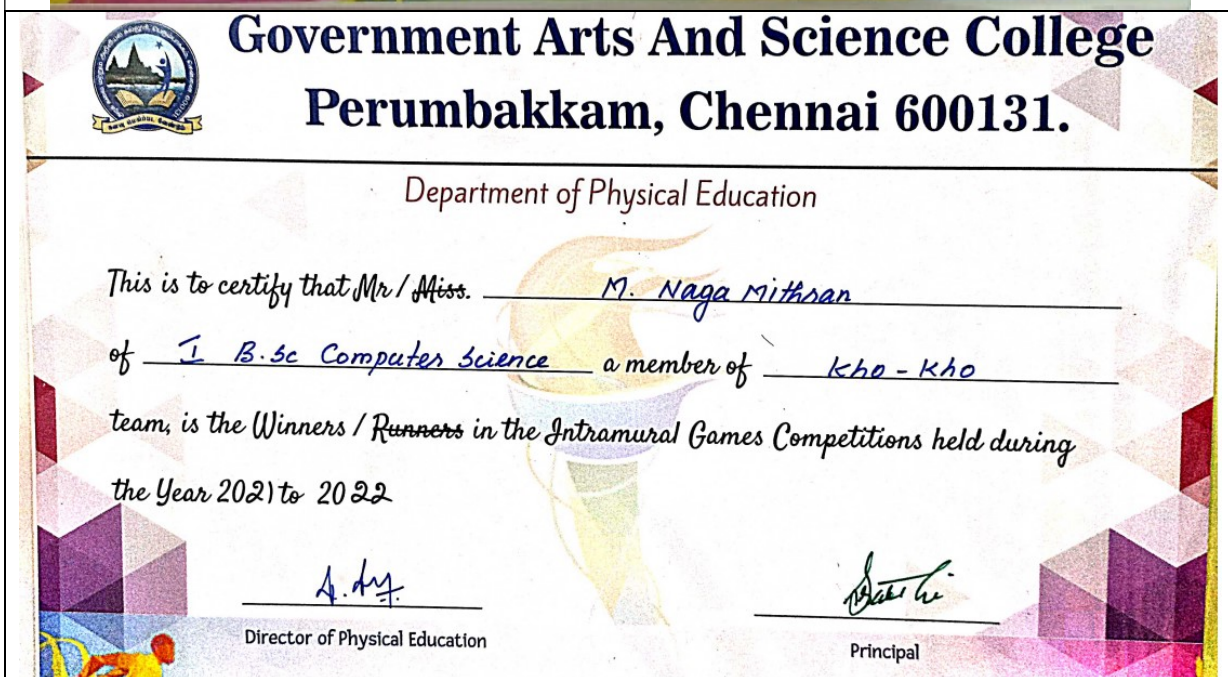 Government Arts And Science College
Perumbakkam, Chennai 600131.
Department of Physical Education
This is to certify that Mr / Miss. M. Naga Mithran
of I B.sc Computer Science a member of Kho-Kho
team, is the Winners / Runners in the Intramural Games Competitions held during
the Year 2021 to 2022
Director of Physical Education
Principal